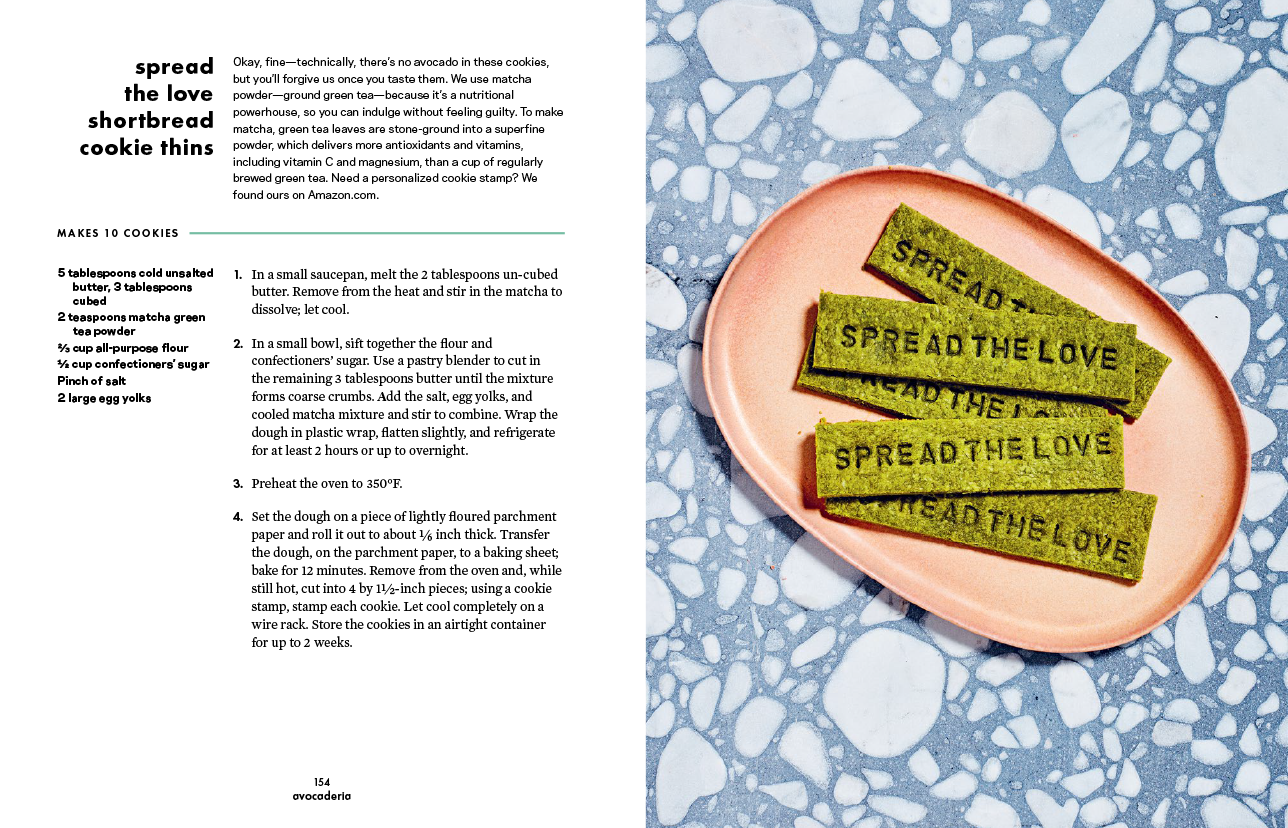 spread
the love
shortbread
cookie thins
Okay, fine—technically, there's no avocado in these cookies,
but you'll forgive us once you taste them. We use matcha
powder—ground green tea—because it's a nutritional
powerhouse, so you can indulge without feeling guilty. To make
matcha, green tea leaves are stone-ground into a superfine
powder, which delivers more antioxidants and vitamins,
including vitamin C and magnesium, than a cup of regularly
brewed green tea. Need a personalized cookie stamp? We
found ours on Amazon.com.
MAKES 10 COOKIES
5 tablespoons cold unsalted
butter, 3 tablespoons
cubed
2 teaspoons matcha green
tea powder
⅔ cup all-purpose flour
½ cup confectioners' sugar
Pinch of salt
2 large egg yolks
1. In a small saucepan, melt the 2 tablespoons un-cubed
butter. Remove from the heat and stir in the matcha to
dissolve; let cool.
2. In a small bowl, sift together the flour and
confectioners' sugar. Use a pastry blender to cut in
the remaining 3 tablespoons butter until the mixture
forms coarse crumbs. Add the salt, egg yolks, and
cooled matcha mixture and stir to combine. Wrap the
dough in plastic wrap, flatten slightly, and refrigerate
for at least 2 hours or up to overnight.
3. Preheat the oven to 350°F.
4. Set the dough on a piece of lightly floured parchment
paper and roll it out to about ⅙ inch thick. Transfer
the dough, on the parchment paper, to a baking sheet;
bake for 12 minutes. Remove from the oven and, while
still hot, cut into 4 by 1½-inch pieces; using a cookie
stamp, stamp each cookie. Let cool completely on a
wire rack. Store the cookies in an airtight container
for up to 2 weeks.
154
avocaderia
SPREAD
SPREAD THE LOVE
THE
SPREAD THE LOVE
SPREAD THE LOVE